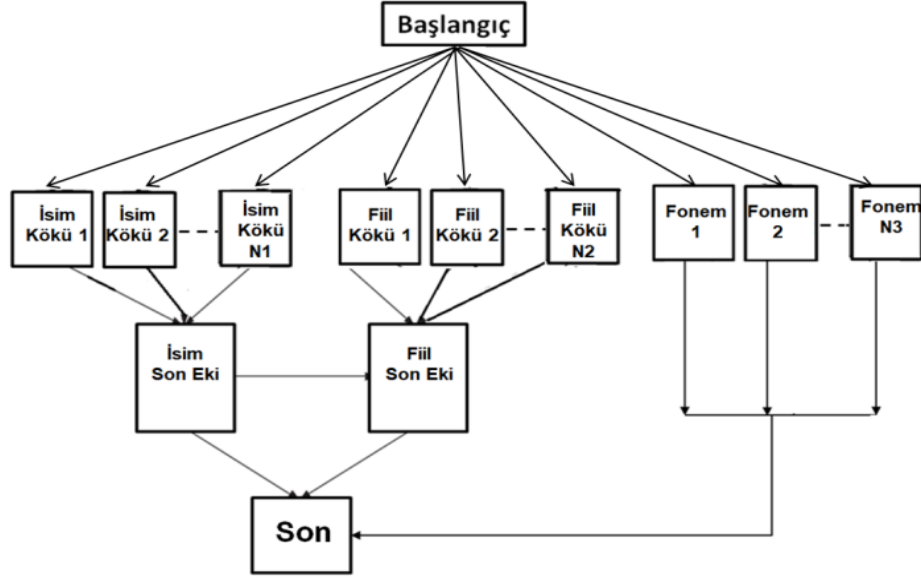 Başlangıç
İsim
Kökü 1
İsim
Kökü 2
İsim
Kökü
N1
Fiil
Kökü 1
Fiil
Kökü 2
Fiil
Kökü
N2
Fonem
1
Fonem
2
Fonem
N3
İsim
Son Eki
Fiil
Son Eki
Son